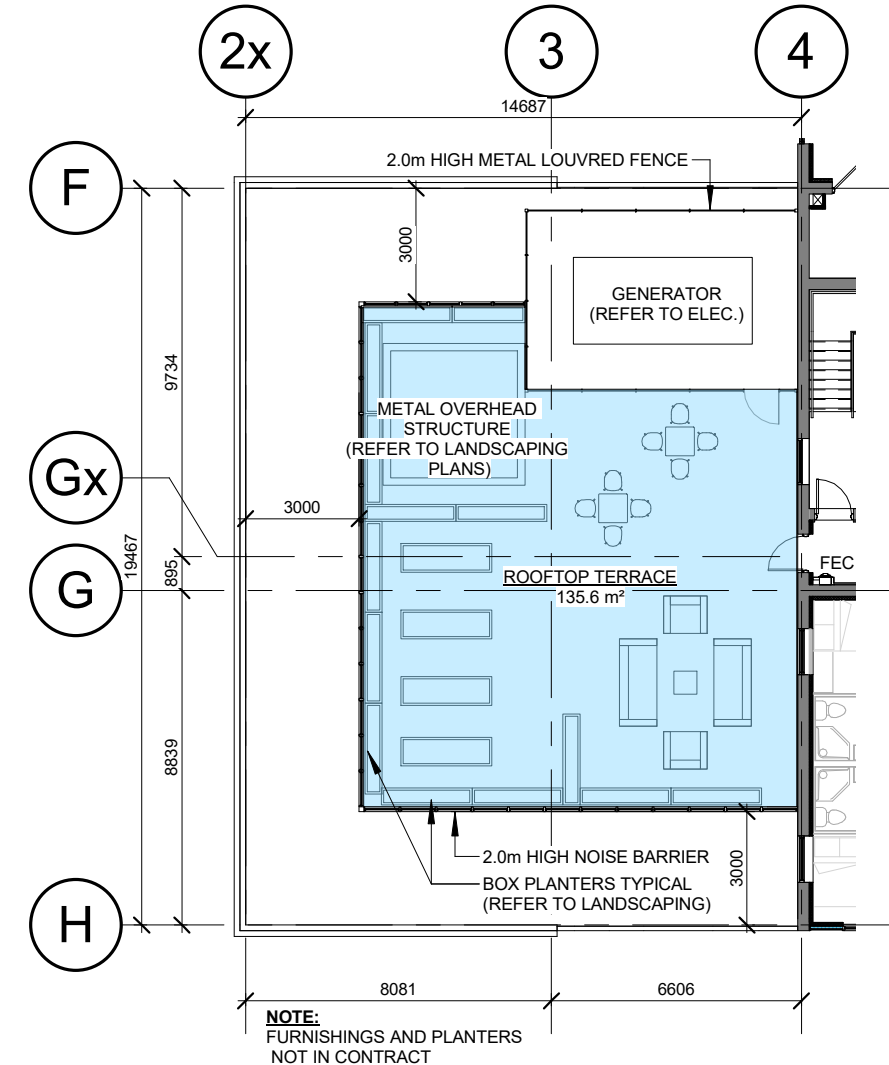 2x
3
4
14687
2.0m HIGH METAL LOUVRED FENCE
F
3000
GENERATOR
(REFER TO ELEC.)
9734
METAL OVERHEAD
STRUCTURE
(REFER TO LANDSCAPING
PLANS)
Gx
3000
19467
895
FEC
G
ROOFTOP TERRACE
135.6 m²
8839
2.0m HIGH NOISE BARRIER
BOX PLANTERS TYPICAL
(REFER TO LANDSCAPING)
3000
H
8081
6606
NOTE:
FURNISHINGS AND PLANTERS
NOT IN CONTRACT